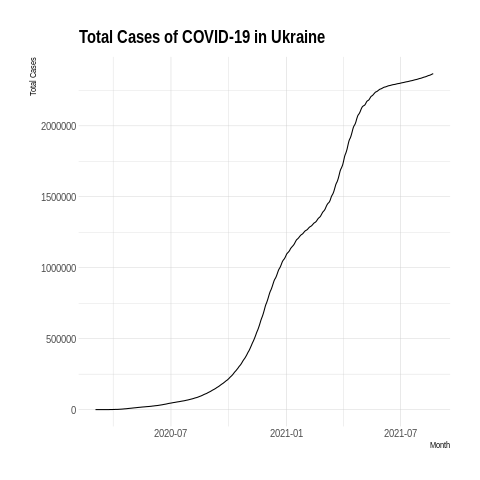 Total Cases of COVID-19 in Ukraine
Total Cases
2000000
1500000
1000000
500000
0
2020-07
2021-01
2021-07
Month